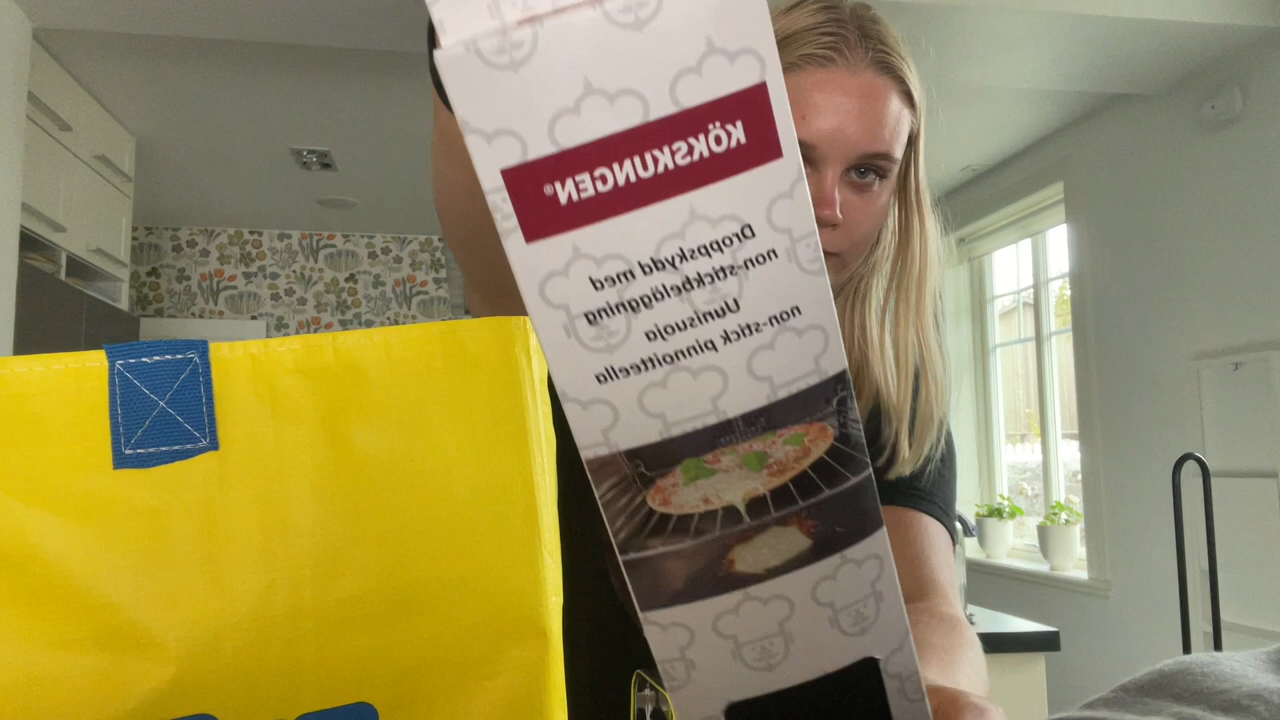 KÖKSKUNGEN®
Droppskydd med
non-stickbeläggning
Uunisuoja
non-stick pinnoitteella